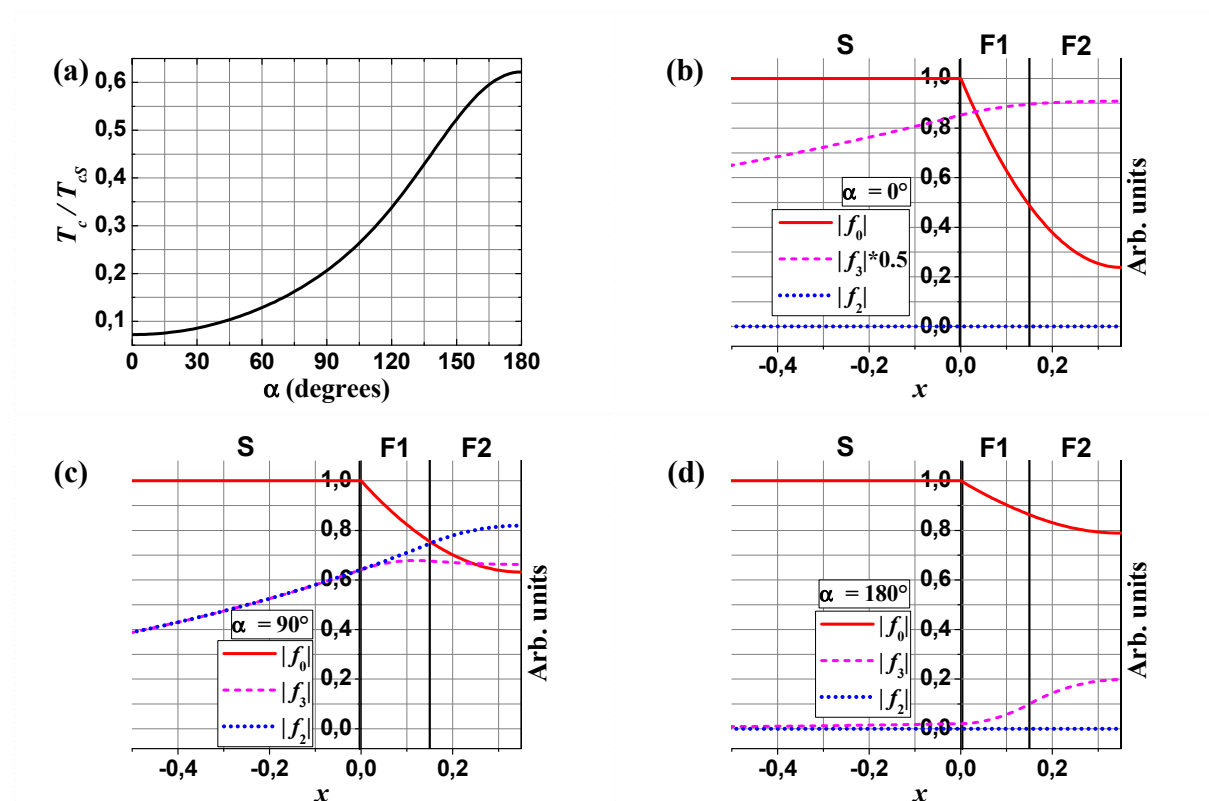 (a)
0,6
0,5
0,4
0,3
0,2
0,1
T_c / T_cS
0 30 60 90 120 150 180
α (degrees)
(b)
S F1 F2
1,0
0,8
0,6
0,4
0,2
0,0
α = 0°
|f_0|
|f_3|*0.5
|f_2|
Arb. units
-0,4 -0,2 0,0 0,2
x
(c)
S F1 F2
1,0
0,8
0,6
0,4
0,2
0,0
α = 90°
|f_0|
|f_3|
|f_2|
Arb. units
-0,4 -0,2 0,0 0,2
x
(d)
S F1 F2
1,0
0,8
0,6
0,4
0,2
0,0
α = 180°
|f_0|
|f_3|
|f_2|
Arb. units
-0,4 -0,2 0,0 0,2
x